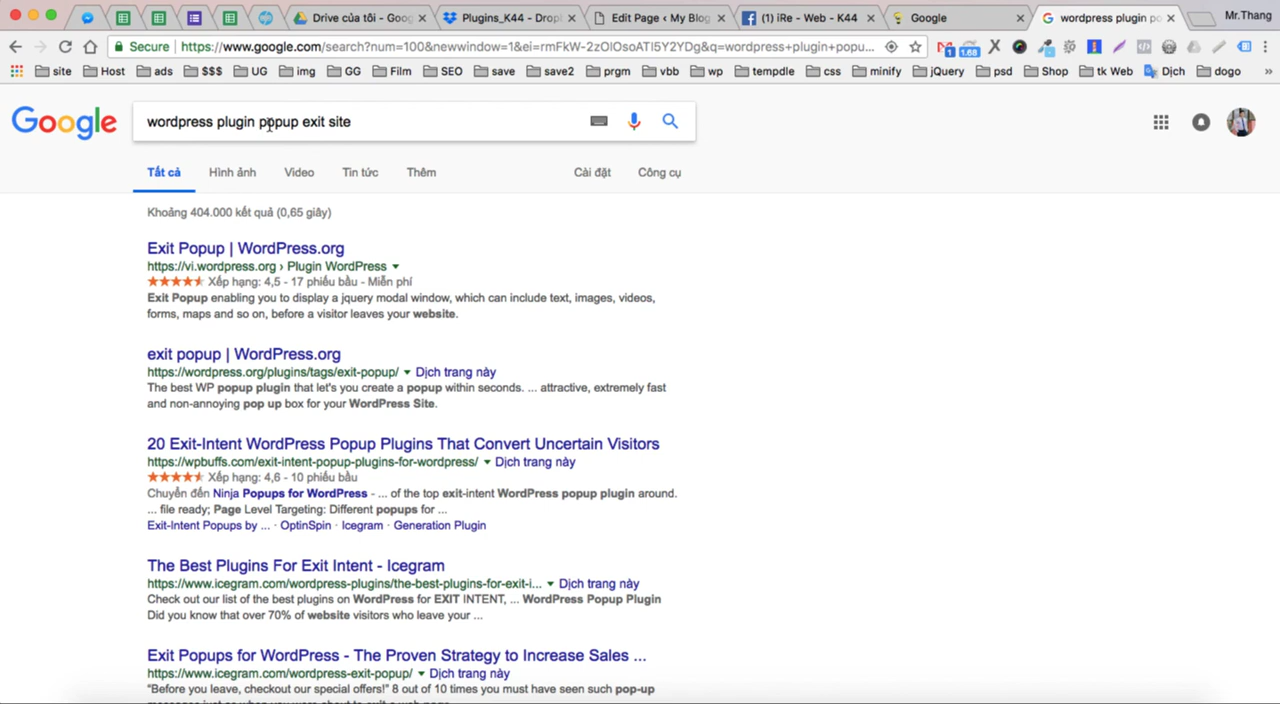 Drive của tôi - Goog
Plugins_K44 - Drop
Edit Page ‹ My Blog
(1) iRe - Web - K44
Google
wordpress plugin po
Mr.Thang
Secure
https://www.google.com/search?num=100&newwindow=1&ei=rmFkW-2zOlOsoATl5Y2YDg&q=wordpress+plugin+popu...
1
1.68
site
Host
ads
$$$
UG
img
GG
Film
SEO
save
save2
prgm
vbb
wp
tempdle
css
minify
jQuery
psd
Shop
tk Web
Dịch
dogo
»
Google
wordpress plugin popup exit site
Tất cả
Hình ảnh
Video
Tin tức
Thêm
Cài đặt
Công cụ
Khoảng 404.000 kết quả (0,65 giây)
Exit Popup | WordPress.org
https://vi.wordpress.org › Plugin WordPress
Xếp hạng: 4,5 - 17 phiếu bầu - Miễn phí
Exit Popup enabling you to display a jquery modal window, which can include text, images, videos,
forms, maps and so on, before a visitor leaves your website.
exit popup | WordPress.org
https://wordpress.org/plugins/tags/exit-popup/ Dịch trang này
The best WP popup plugin that let's you create a popup within seconds. ... attractive, extremely fast
and non-annoying pop up box for your WordPress Site.
20 Exit-Intent WordPress Popup Plugins That Convert Uncertain Visitors
https://wpbuffs.com/exit-intent-popup-plugins-for-wordpress/ Dịch trang này
Xếp hạng: 4,6 - 10 phiếu bầu
Chuyển đến Ninja Popups for WordPress - ... of the top exit-intent WordPress popup plugin around.
... file ready; Page Level Targeting: Different popups for ...
Exit-Intent Popups by ... · OptinSpin · Icegram · Generation Plugin
The Best Plugins For Exit Intent - Icegram
https://www.icegram.com/wordpress-plugins/the-best-plugins-for-exit-i... Dịch trang này
Check out our list of the best plugins on WordPress for EXIT INTENT, ... WordPress Popup Plugin
Did you know that over 70% of website visitors who leave your ...
Exit Popups for WordPress - The Proven Strategy to Increase Sales ...
https://www.icegram.com/wordpress-exit-popup/ Dịch trang này
"Before you leave, checkout our special offers!" 8 out of 10 times you must have seen such pop-up